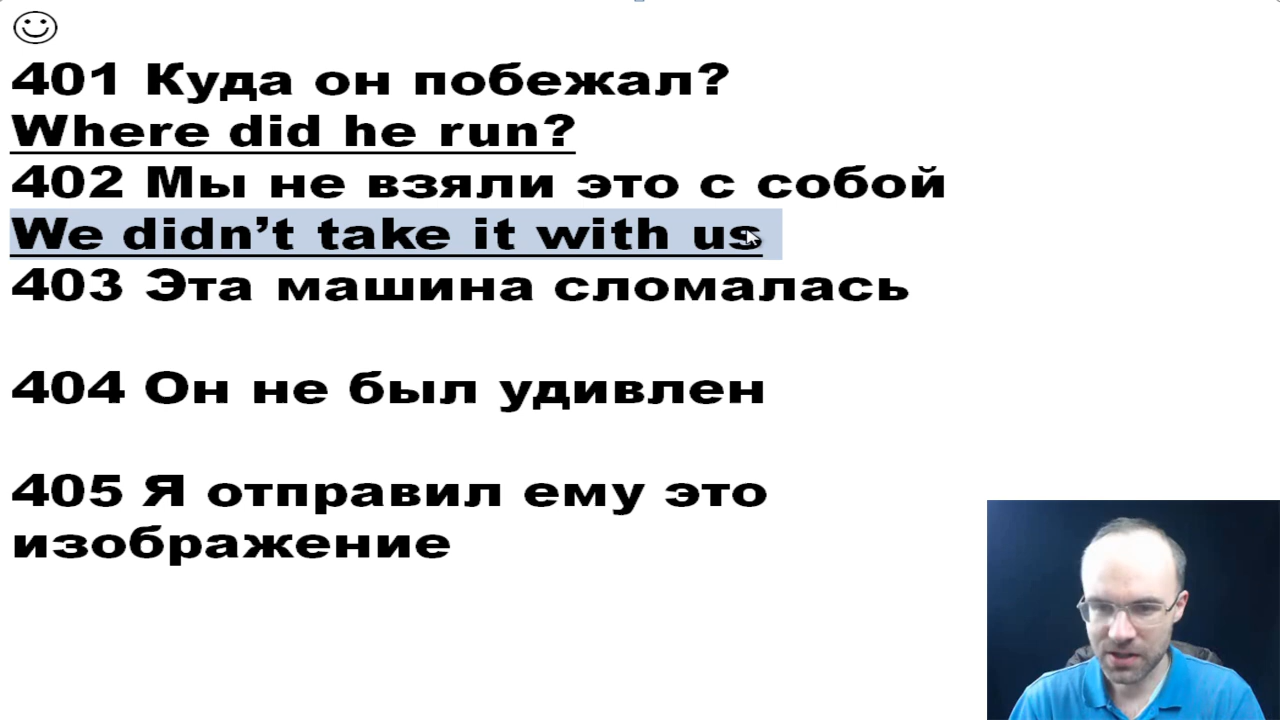 401 Куда он побежал?
Where did he run?
402 Мы не взяли это с собой
We didn’t take it with us
403 Эта машина сломалась
404 Он не был удивлен
405 Я отправил ему это
изображение